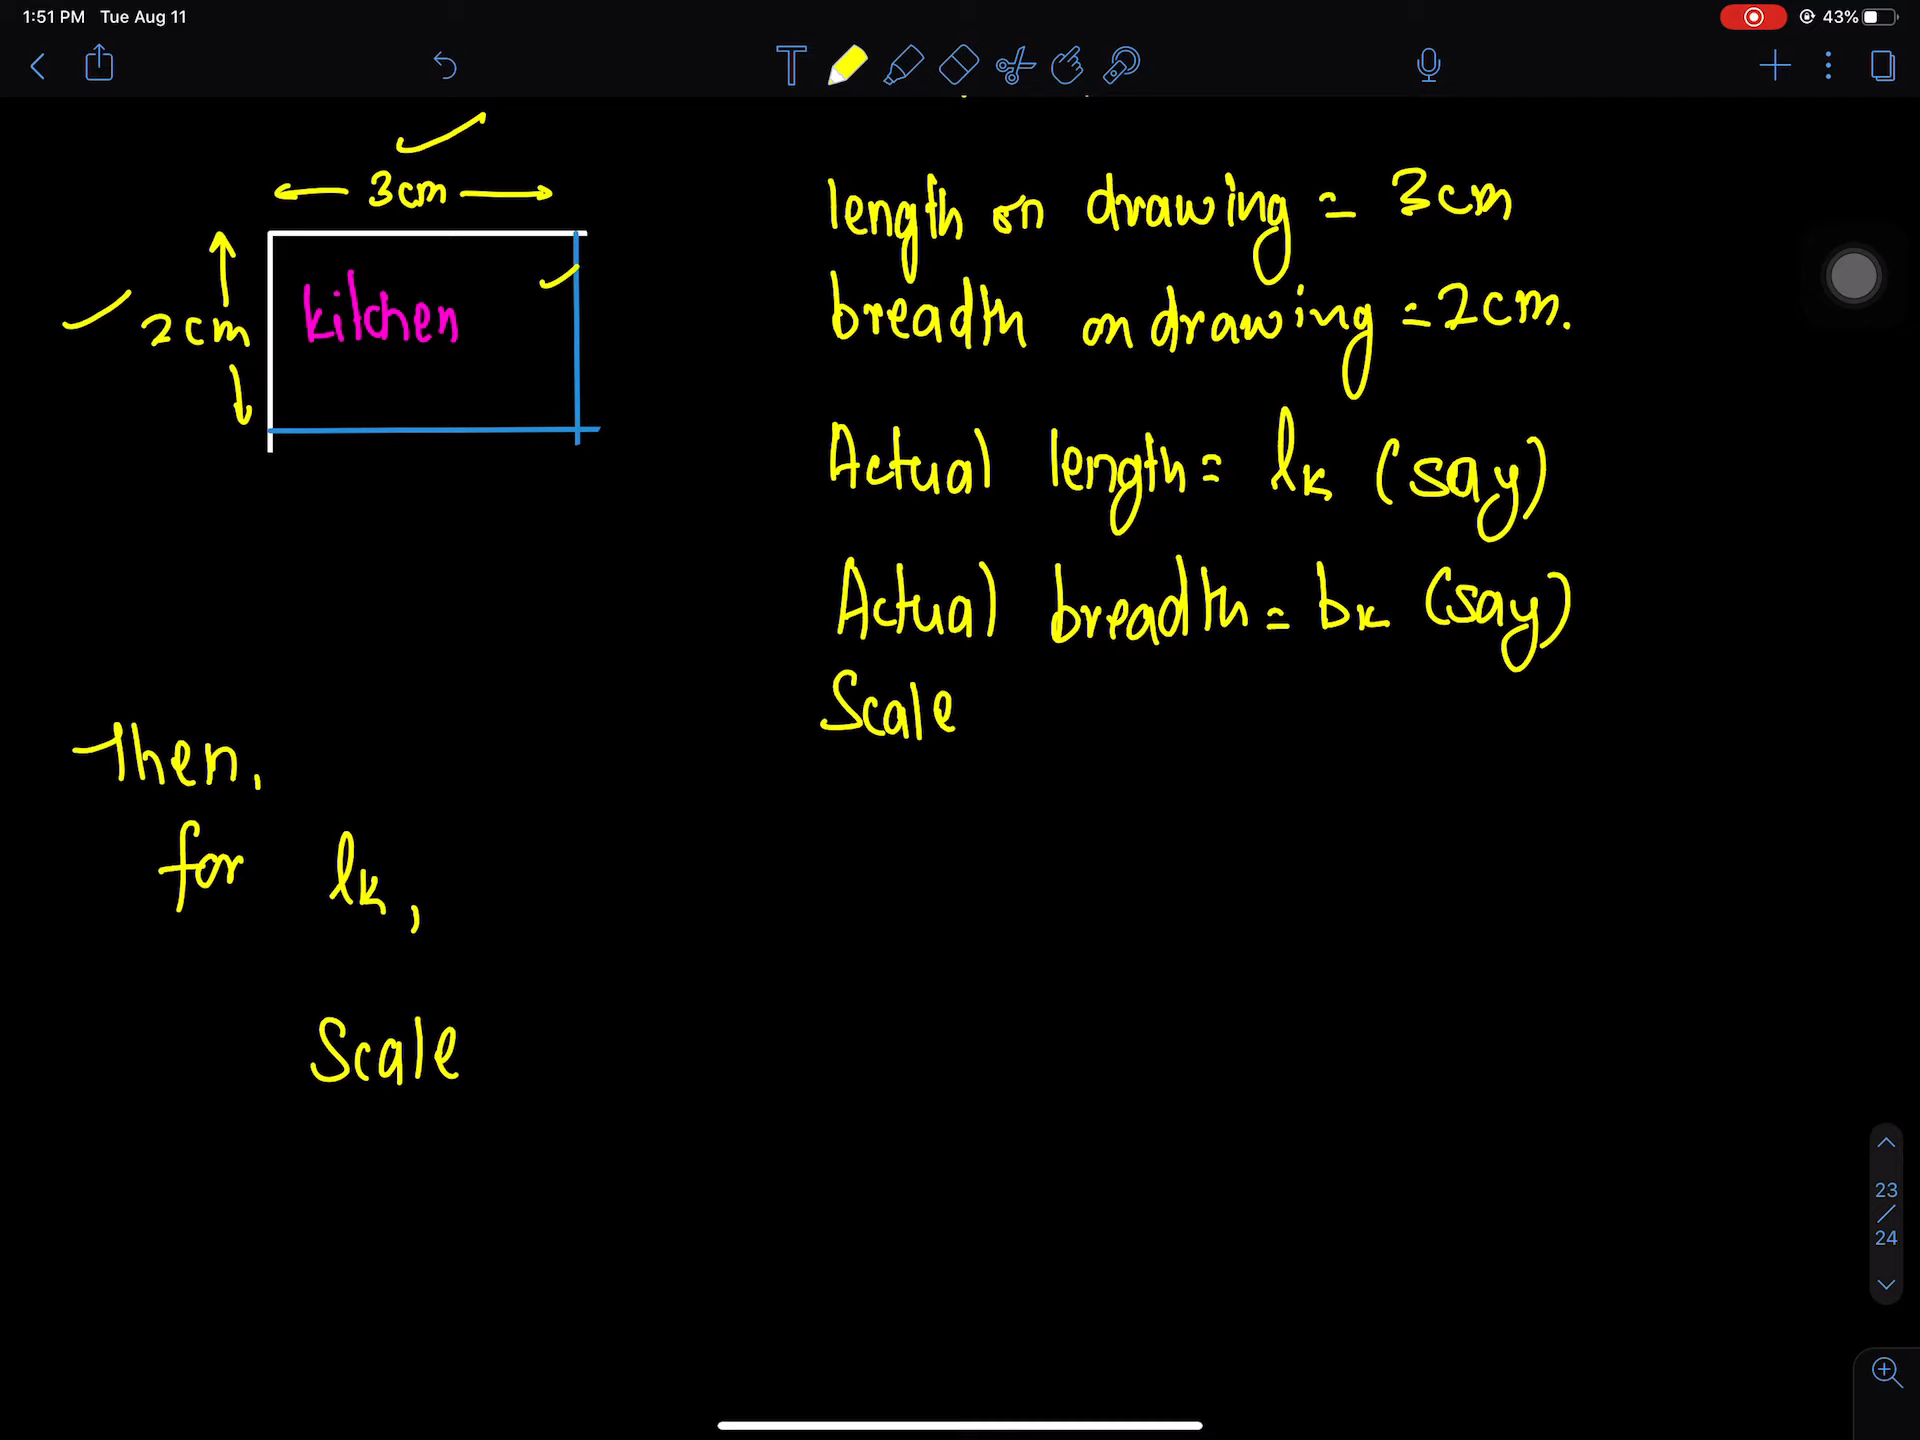 1:51 PM Tue Aug 11
43%
3cm
2cm
kitchen
length on drawing = 3cm
breadth on drawing = 2cm.
Actual length = lk (say)
Actual breadth = bk (say)
Scale
Then,
for lk,
Scale
23
/
24